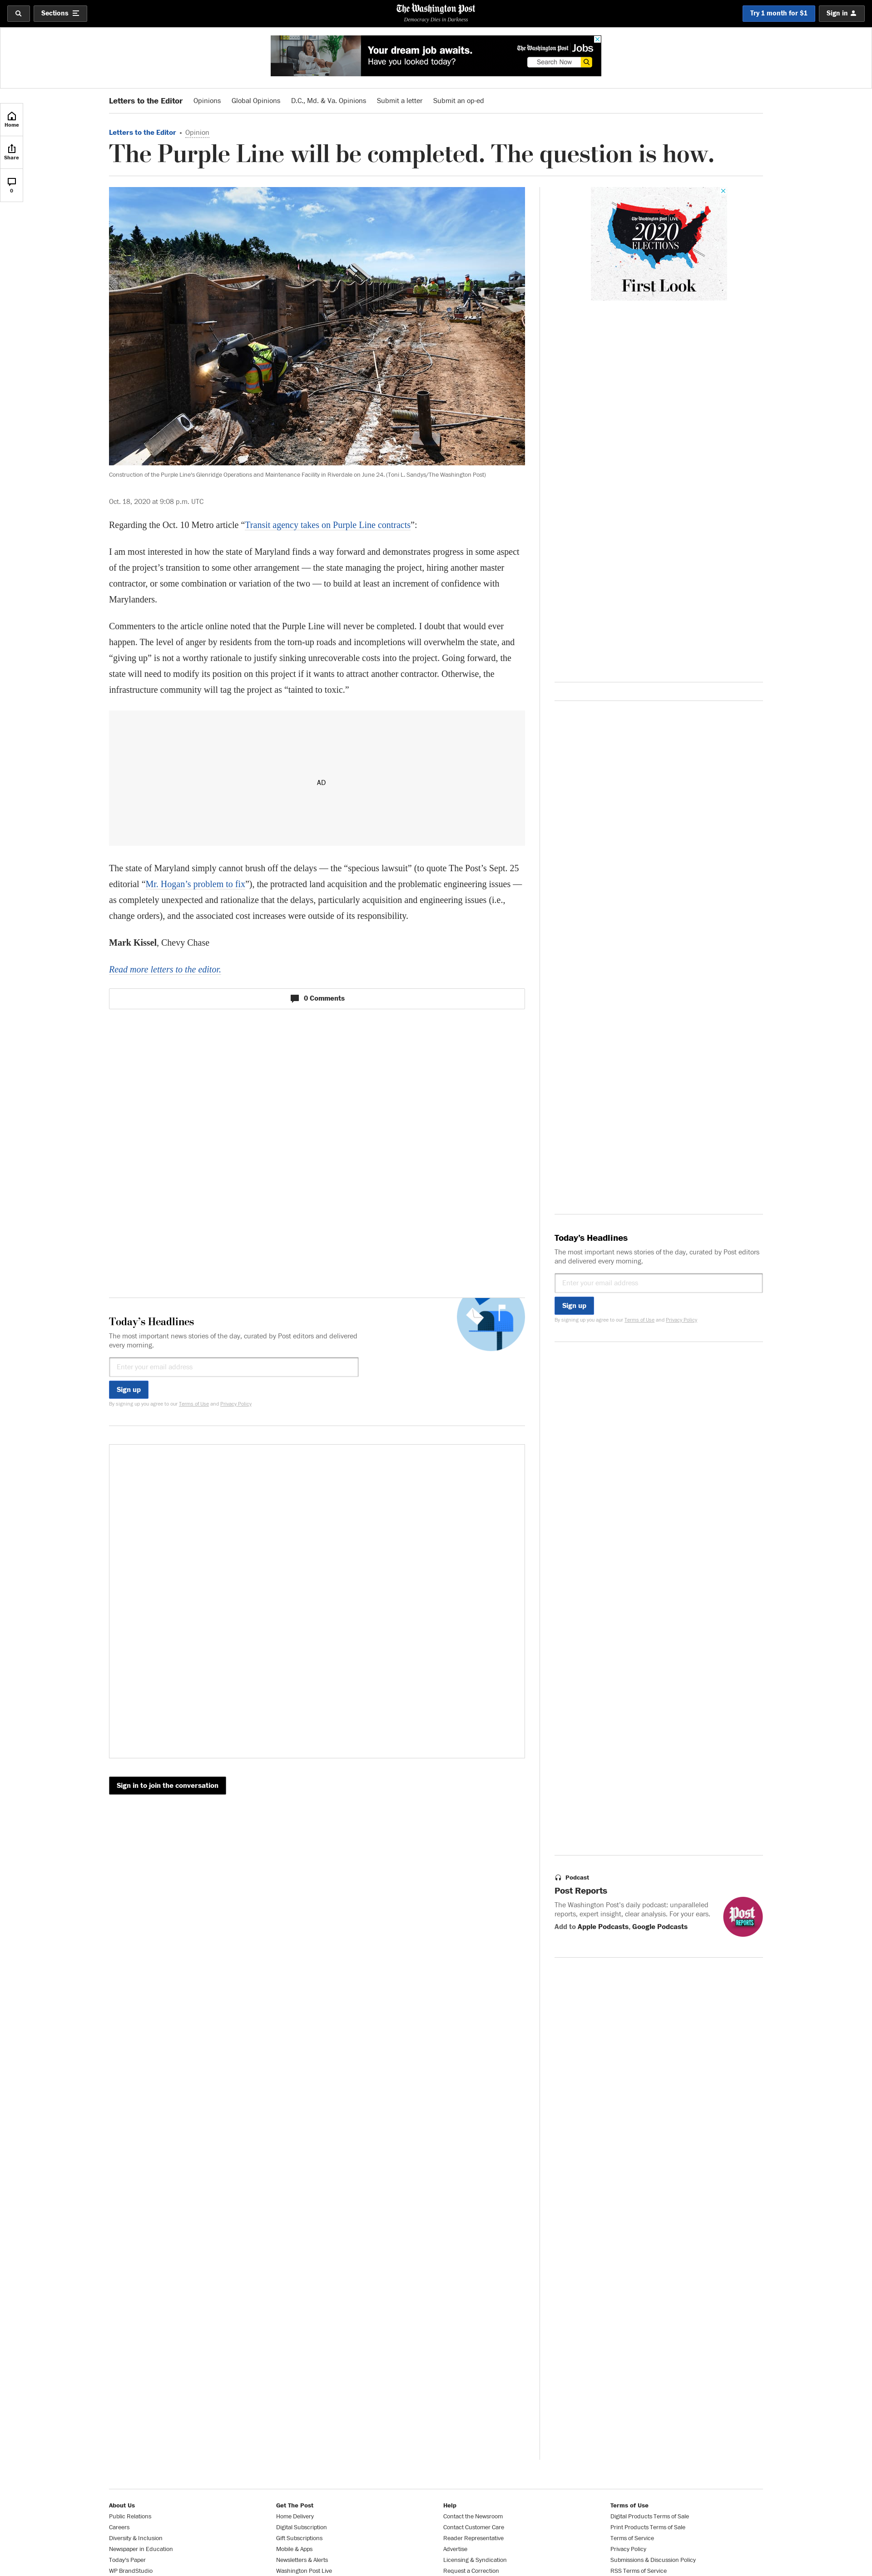 Sections
The Washington Post
Democracy Dies in Darkness
Try 1 month for $1
Sign in
Your dream job awaits.
Have you looked today?
The Washington Post Jobs
Search Now
Home
Share
0
Letters to the Editor Opinions Global Opinions D.C., Md. & Va. Opinions Submit a letter Submit an op-ed
Letters to the Editor • Opinion
The Purple Line will be completed. The question is how.
Construction of the Purple Line's Glenridge Operations and Maintenance Facility in Riverdale on June 24. (Toni L. Sandys/The Washington Post)
Oct. 18, 2020 at 9:08 p.m. UTC
Regarding the Oct. 10 Metro article “Transit agency takes on Purple Line contracts”:
I am most interested in how the state of Maryland finds a way forward and demonstrates progress in some aspect
of the project’s transition to some other arrangement — the state managing the project, hiring another master
contractor, or some combination or variation of the two — to build at least an increment of confidence with
Marylanders.
Commenters to the article online noted that the Purple Line will never be completed. I doubt that would ever
happen. The level of anger by residents from the torn-up roads and incompletions will overwhelm the state, and
“giving up” is not a worthy rationale to justify sinking unrecoverable costs into the project. Going forward, the
state will need to modify its position on this project if it wants to attract another contractor. Otherwise, the
infrastructure community will tag the project as “tainted to toxic.”
AD
The state of Maryland simply cannot brush off the delays — the “specious lawsuit” (to quote The Post’s Sept. 25
editorial “Mr. Hogan’s problem to fix”), the protracted land acquisition and the problematic engineering issues —
as completely unexpected and rationalize that the delays, particularly acquisition and engineering issues (i.e.,
change orders), and the associated cost increases were outside of its responsibility.
Mark Kissel, Chevy Chase
Read more letters to the editor.
0 Comments
Today’s Headlines
The most important news stories of the day, curated by Post editors and delivered
every morning.
Enter your email address
Sign up
By signing up you agree to our Terms of Use and Privacy Policy
Sign in to join the conversation
The Washington Post LIVE
2020
ELECTIONS
First Look
Today’s Headlines
The most important news stories of the day, curated by Post editors
and delivered every morning.
Enter your email address
Sign up
By signing up you agree to our Terms of Use and Privacy Policy
Podcast
Post Reports
The Washington Post’s daily podcast: unparalleled
reports, expert insight, clear analysis. For your ears.
Add to Apple Podcasts, Google Podcasts
Post
REPORTS
About Us
Public Relations
Careers
Diversity & Inclusion
Newspaper in Education
Today's Paper
WP BrandStudio
Get The Post
Home Delivery
Digital Subscription
Gift Subscriptions
Mobile & Apps
Newsletters & Alerts
Washington Post Live
Help
Contact the Newsroom
Contact Customer Care
Reader Representative
Advertise
Licensing & Syndication
Request a Correction
Terms of Use
Digital Products Terms of Sale
Print Products Terms of Sale
Terms of Service
Privacy Policy
Submissions & Discussion Policy
RSS Terms of Service